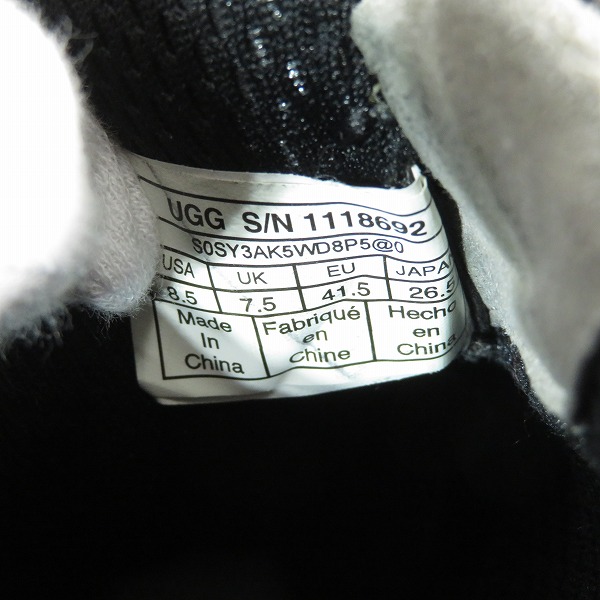 UGG S/N 1118692
S0SY3AK5WD8P5@0
USA UK EU JAPAN
8.5 7.5 41.5 26.5
Made Fabriqué Hecho
In en en
China Chine China